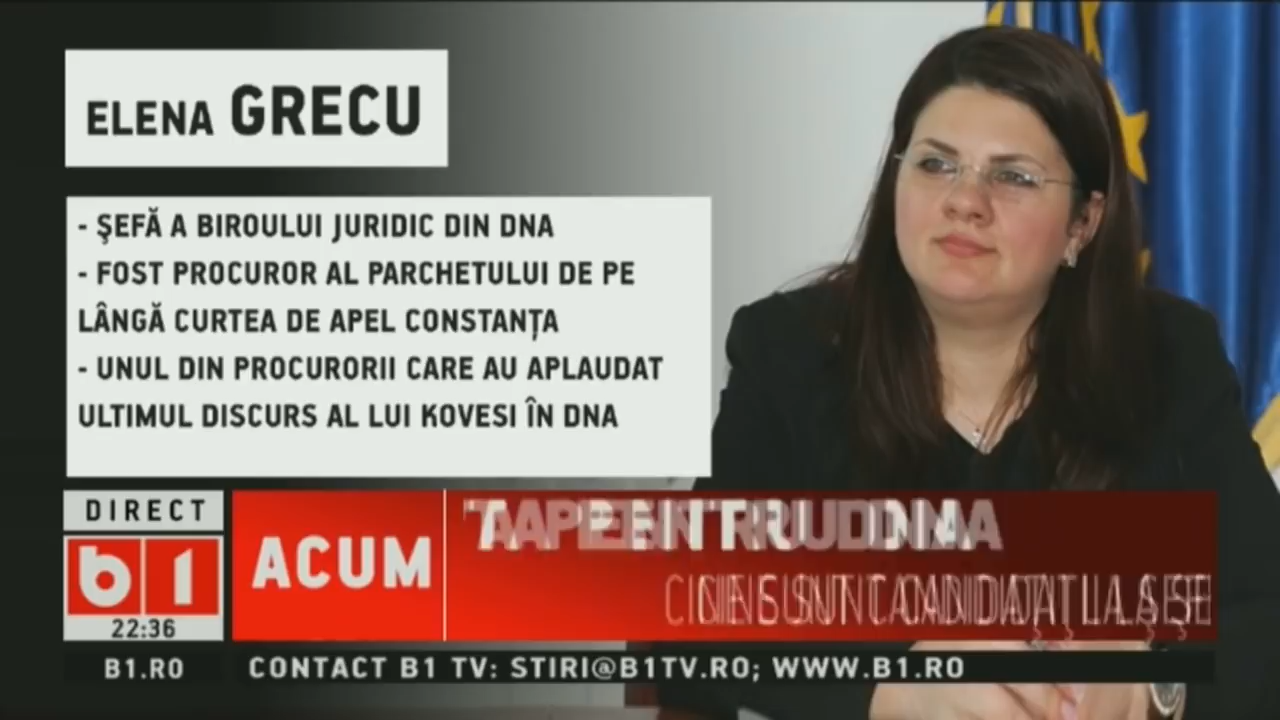 ELENA GRECU
- ŞEFĂ A BIROULUI JURIDIC DIN DNA
- FOST PROCUROR AL PARCHETULUI DE PE
LÂNGĂ CURTEA DE APEL CONSTANȚA
- UNUL DIN PROCURORII CARE AU APLAUDAT
ULTIMUL DISCURS AL LUI KOVESI ÎN DNA
DIRECT
b1
22:36
B1.RO
ACUM
DNA
CONTACT B1 TV: STIRI@B1TV.RO; WWW.B1.RO